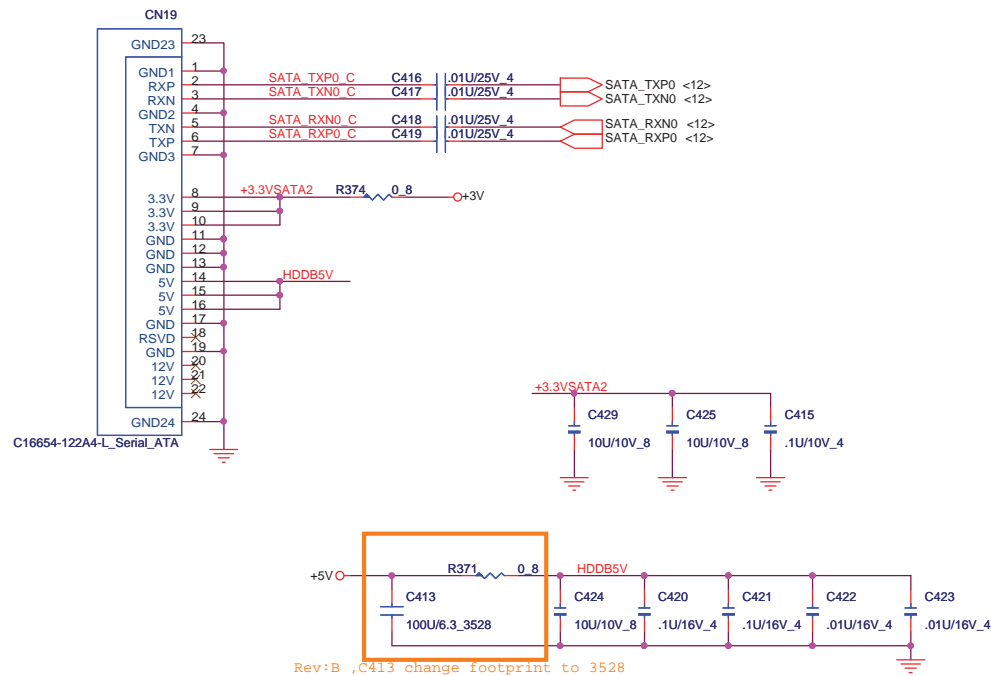 CN19
GND23 23
GND1 1
RXP 2 SATA_TXP0_C C416 .01U/25V_4 SATA_TXP0 <12>
RXN 3 SATA_TXN0_C C417 .01U/25V_4 SATA_TXN0 <12>
GND2 4
TXN 5 SATA_RXN0_C C418 .01U/25V_4 SATA_RXN0 <12>
TXP 6 SATA_RXP0_C C419 .01U/25V_4 SATA_RXP0 <12>
GND3 7
3.3V 8 +3.3VSATA2 R374 0_8 +3V
3.3V 9
3.3V 10
GND 11
GND 12
GND 13
5V 14 HDDB5V
5V 15
5V 16
GND 17
RSVD 18
GND 19
12V 20
12V 21
12V 22
GND24 24
C16654-122A4-L_Serial_ATA
+3.3VSATA2
C429 C425 C415
10U/10V_8 10U/10V_8 .1U/10V_4
+5V R371 0_8 HDDB5V
C413 C424 C420 C421 C422 C423
100U/6.3_3528 10U/10V_8 .1U/16V_4 .1U/16V_4 .01U/16V_4 .01U/16V_4
Rev:B ,C413 change footprint to 3528